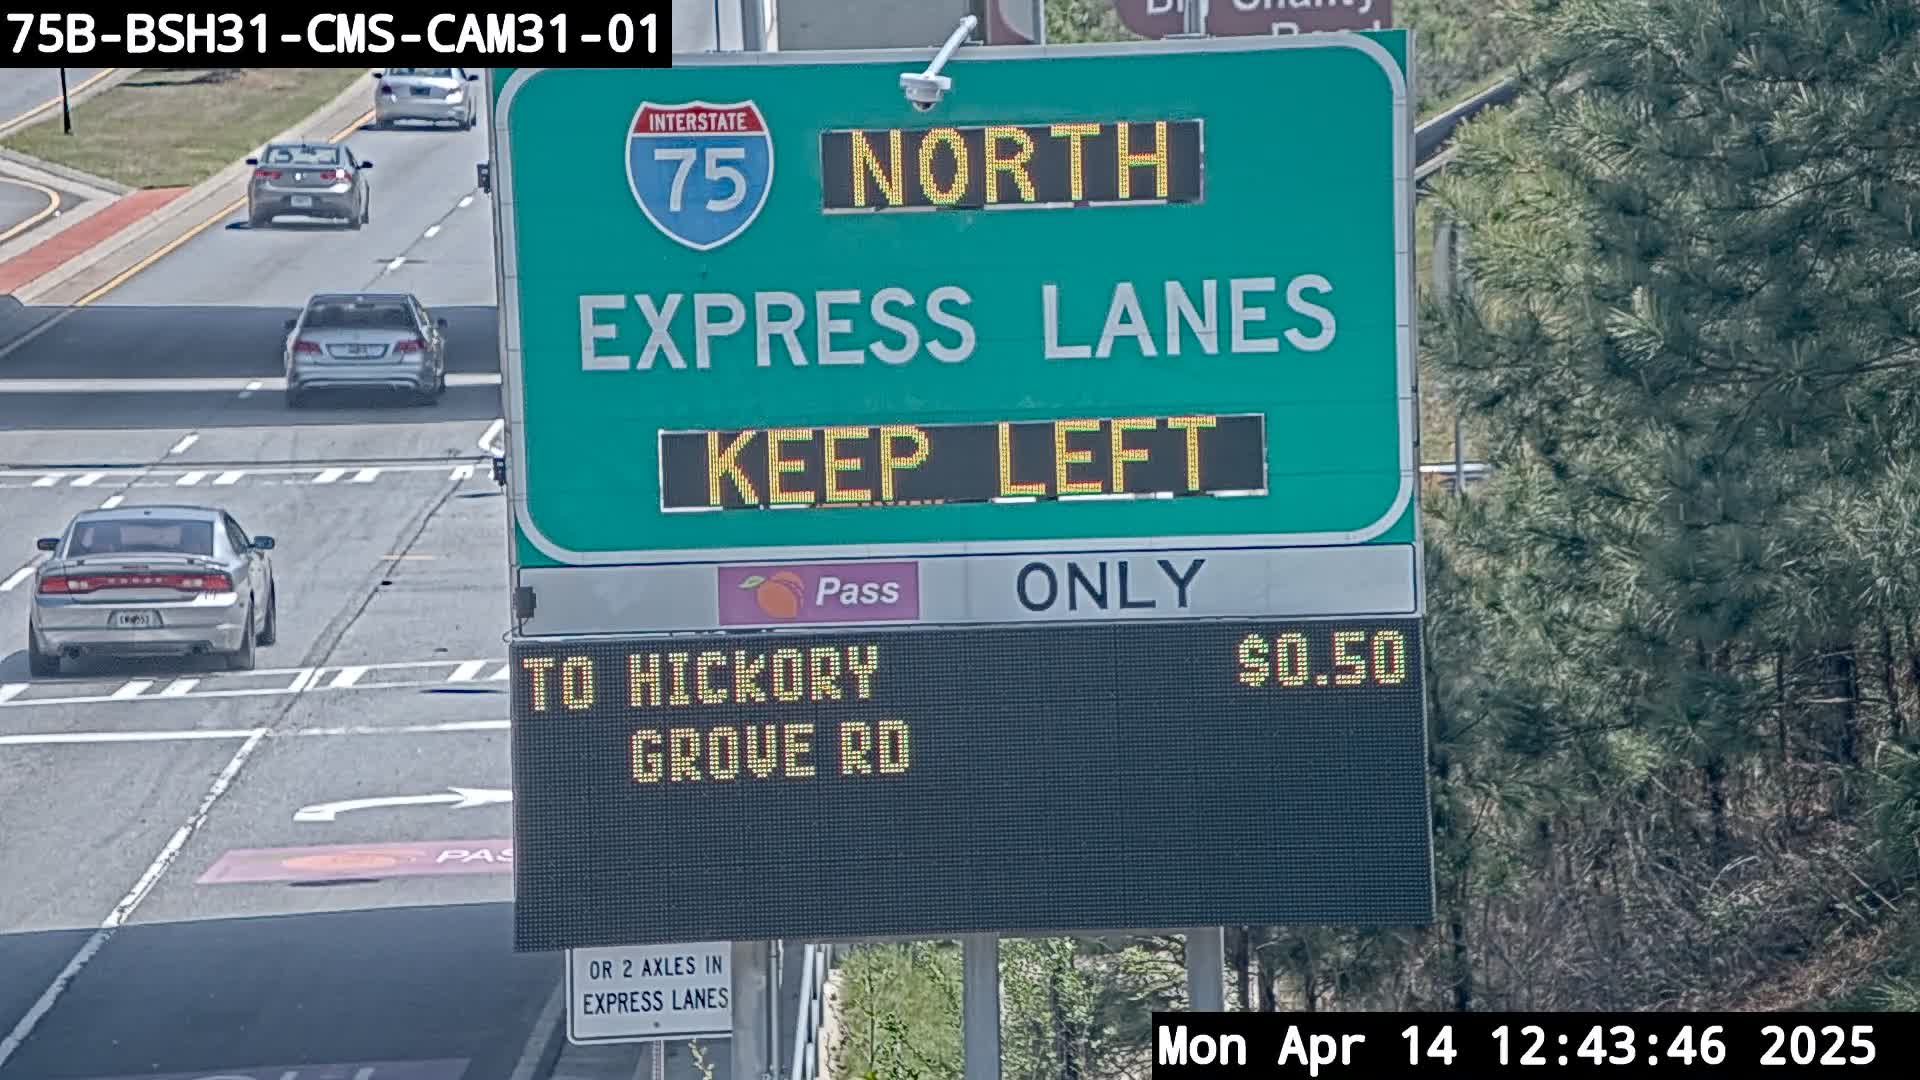 75B-BSH31-CMS-CAM31-01
INTERSTATE
75
NORTH
EXPRESS LANES
KEEP LEFT
Pass
ONLY
TO HICKORY $0.50
GROVE RD
OR 2 AXLES IN
EXPRESS LANES
Mon Apr 14 12:43:46 2025